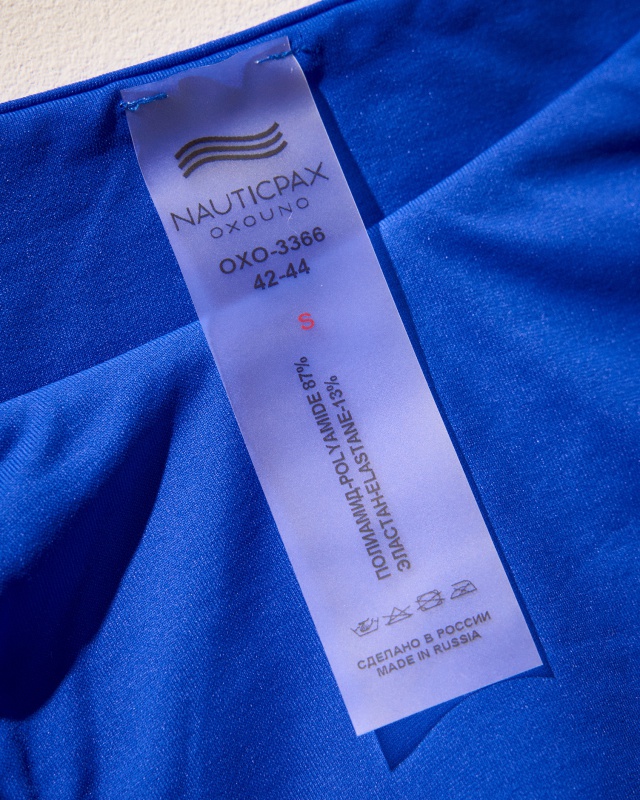 NAUTICPAX
OXOUNO
OXO-3366
42-44
S
ПОЛИАМИД-POLYAMIDE 87%
ЭЛАСТАН-ELASTANE-13%
СДЕЛАНО В РОССИИ
MADE IN RUSSIA